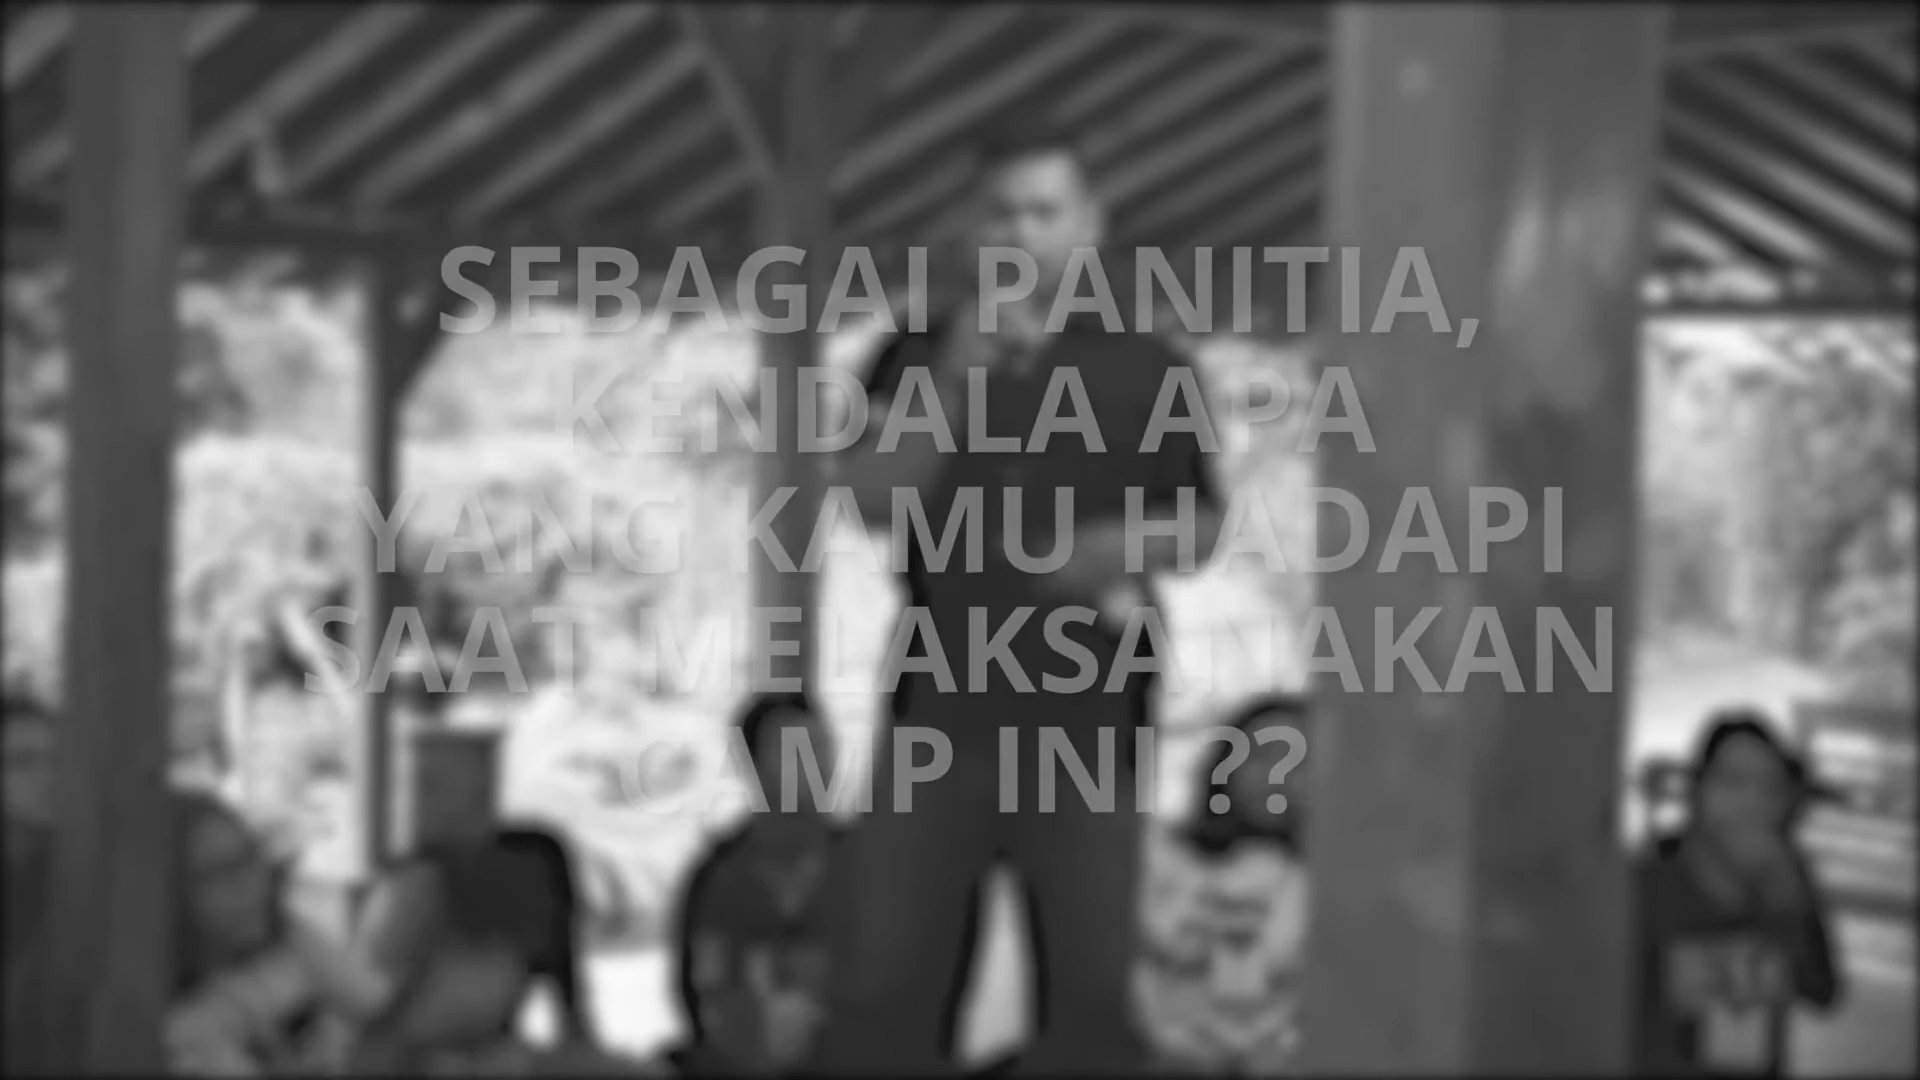 SEBAGAI PANITIA,
KENDALA APA
YANG KAMU HADAPI
SAAT MELAKSANAKAN
CAMP INI ??